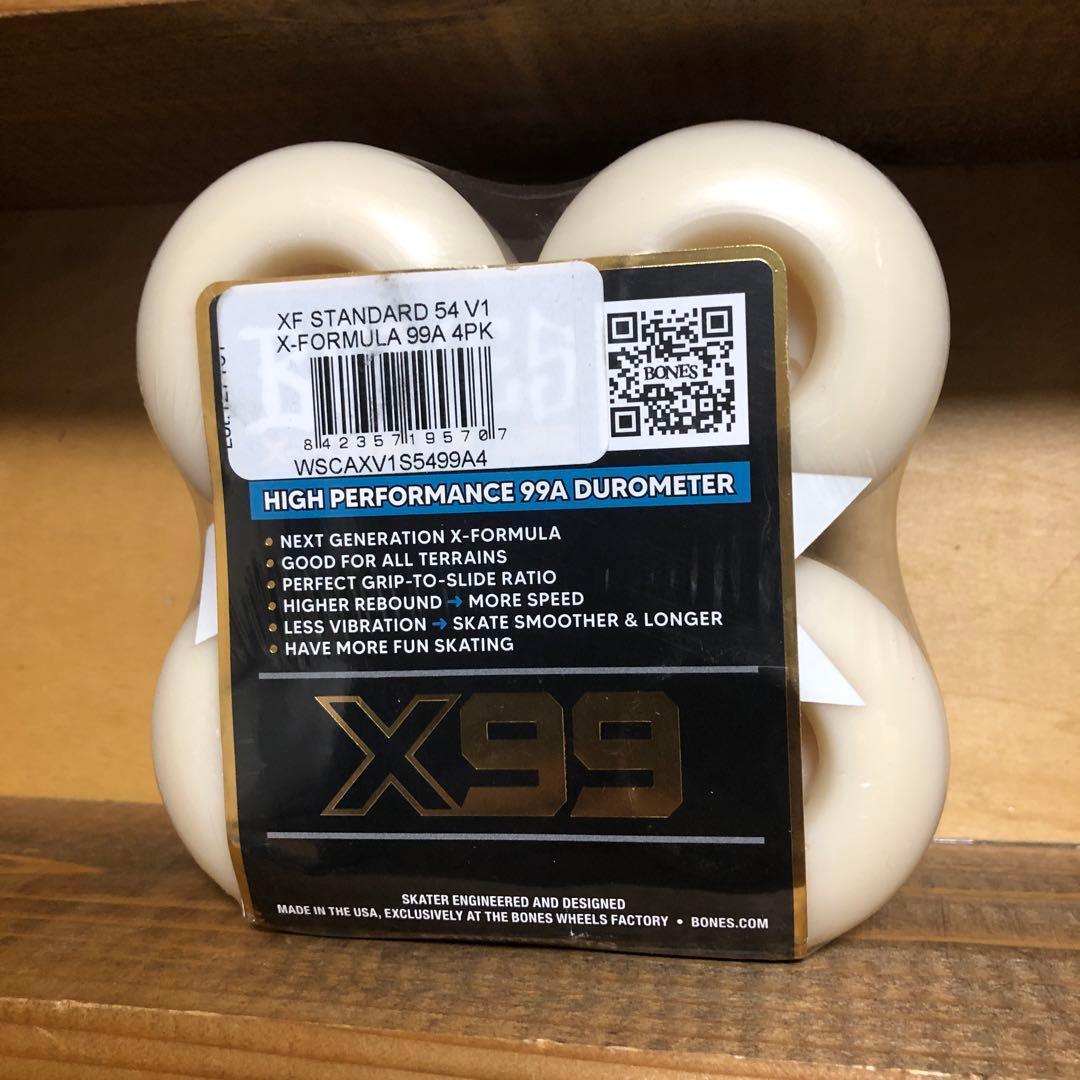 XF STANDARD 54 V1
X-FORMULA 99A 4PK
8 42357 19570 7
WSCAXV1S5499A4
BONES
HIGH PERFORMANCE 99A DUROMETER
• NEXT GENERATION X-FORMULA
• GOOD FOR ALL TERRAINS
• PERFECT GRIP-TO-SLIDE RATIO
• HIGHER REBOUND → MORE SPEED
• LESS VIBRATION → SKATE SMOOTHER & LONGER
• HAVE MORE FUN SKATING
X99
SKATER ENGINEERED AND DESIGNED
MADE IN THE USA, EXCLUSIVELY AT THE BONES WHEELS FACTORY • BONES.COM